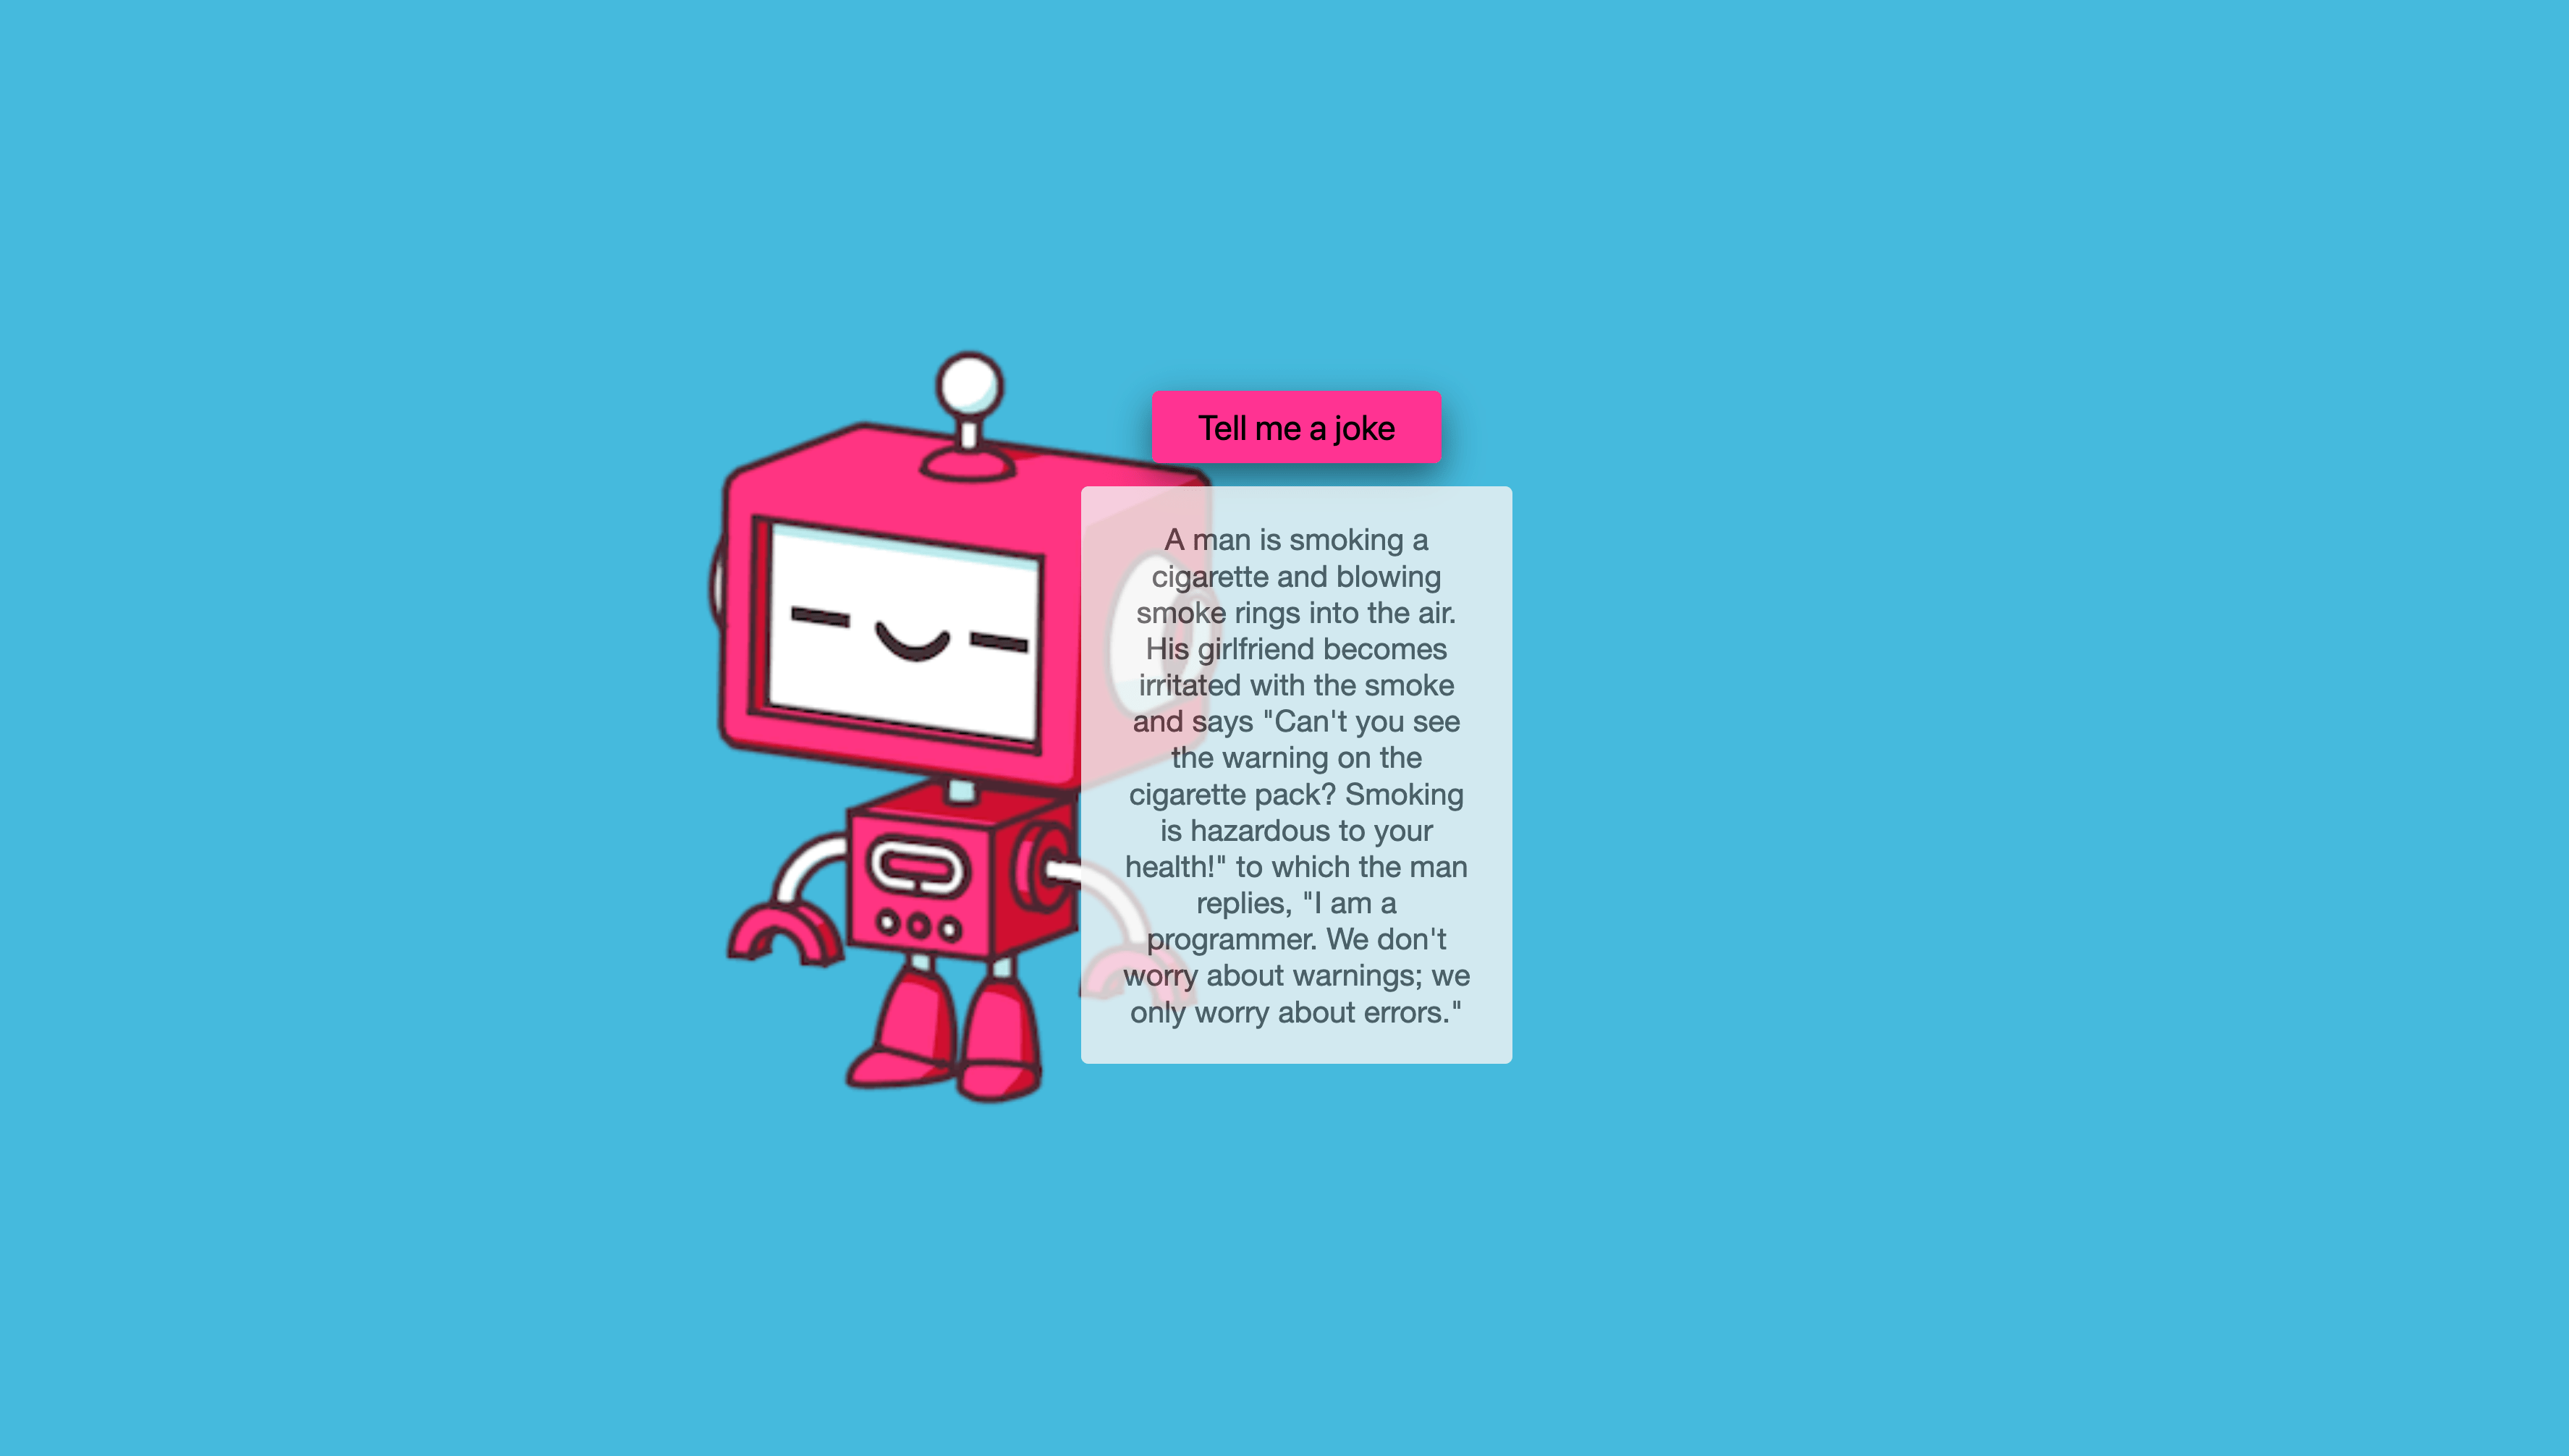 Tell me a joke
A man is smoking a
cigarette and blowing
smoke rings into the air.
His girlfriend becomes
irritated with the smoke
and says "Can't you see
the warning on the
cigarette pack? Smoking
is hazardous to your
health!" to which the man
replies, "I am a
programmer. We don't
worry about warnings; we
only worry about errors."